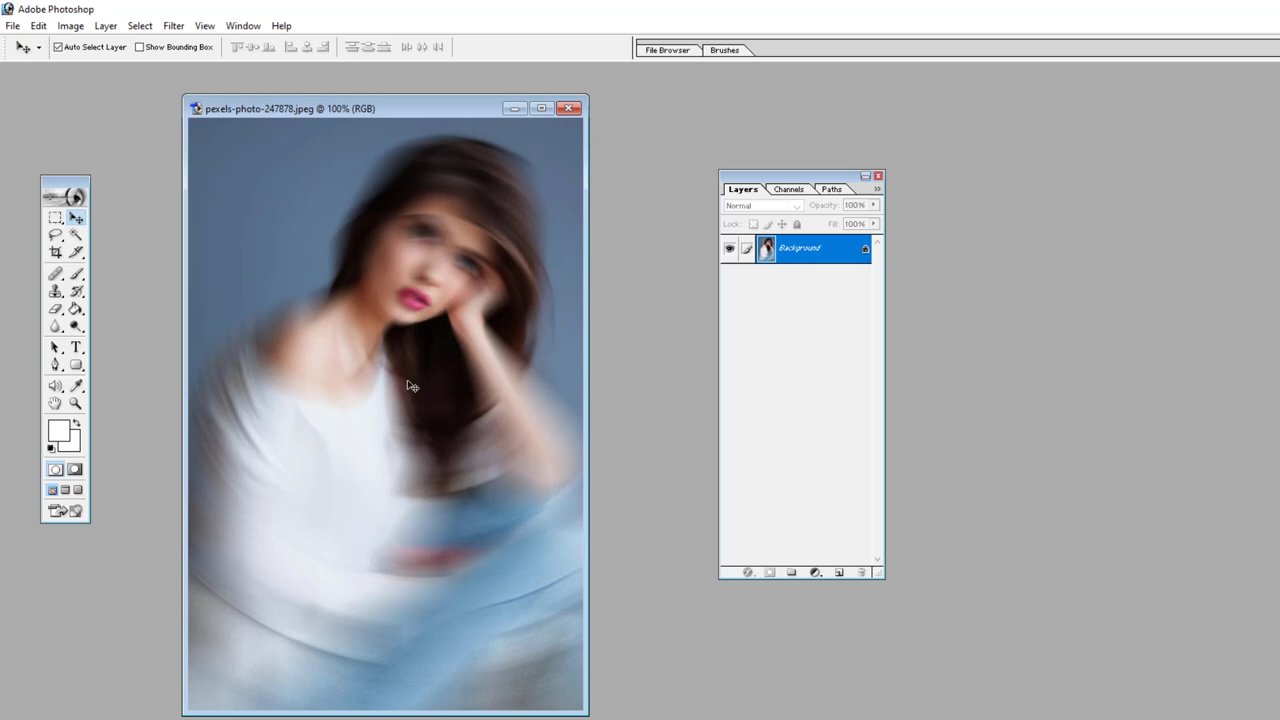 Adobe Photoshop
File Edit Image Layer Select Filter View Window Help
Auto Select Layer Show Bounding Box
File Browser Brushes
pexels-photo-247878.jpeg @ 100% (RGB)
Layers Channels Paths
Normal Opacity: 100%
Lock: Fill: 100%
Background
T